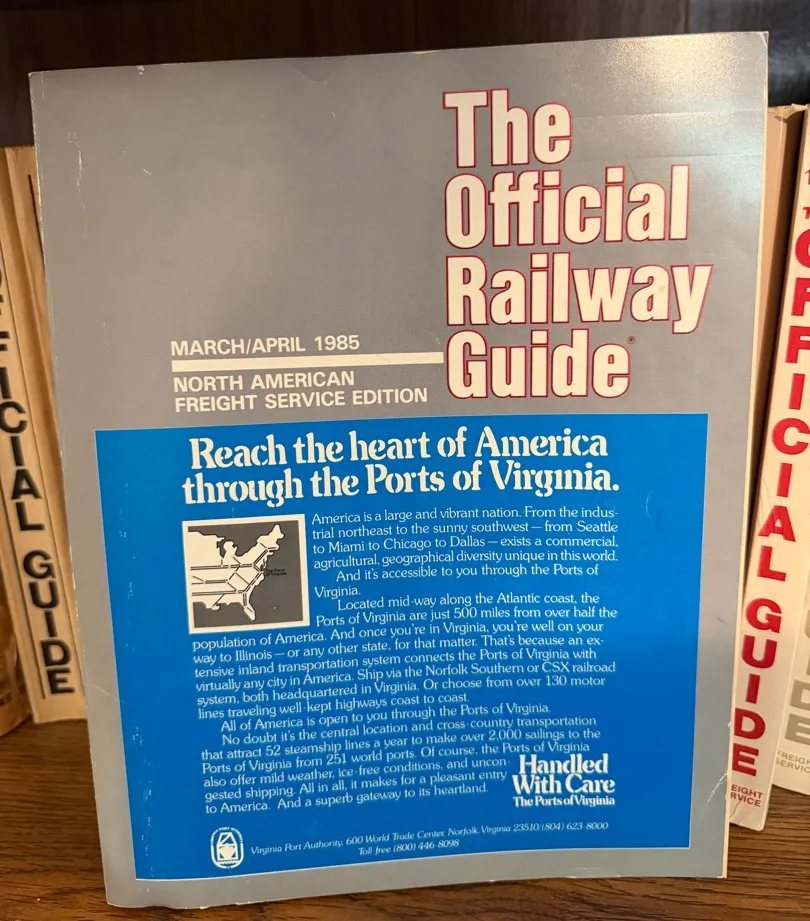 The
Official
Railway
Guide®
MARCH/APRIL 1985
NORTH AMERICAN
FREIGHT SERVICE EDITION
Reach the heart of America
through the Ports of Virginia.
America is a large and vibrant nation. From the indus-
trial northeast to the sunny southwest — from Seattle
to Miami to Chicago to Dallas — exists a commercial,
agricultural, geographical diversity unique in this world.
And it's accessible to you through the Ports of
Virginia.
Located mid-way along the Atlantic coast, the
Ports of Virginia are just 500 miles from over half the
population of America. And once you're in Virginia, you're well on your
way to Illinois — or any other state, for that matter. That's because an ex-
tensive inland transportation system connects the Ports of Virginia with
virtually any city in America. Ship via the Norfolk Southern or CSX railroad
system, both headquartered in Virginia. Or choose from over 130 motor
lines traveling well-kept highways coast to coast.
All of America is open to you through the Ports of Virginia.
No doubt it's the central location and cross-country transportation
that attract 52 steamship lines a year to make over 2,000 sailings to the
Ports of Virginia from 251 world ports. Of course, the Ports of Virginia
also offer mild weather, ice-free conditions, and uncon-
gested shipping. All in all, it makes for a pleasant entry
to America. And a superb gateway to its heartland.
Handled
With Care
The Ports of Virginia
Virginia Port Authority, 600 World Trade Center, Norfolk, Virginia 23510/(804) 623-8000
Toll-free (800) 446-8098
OFFICIAL GUIDE
OFFICIAL GUIDE